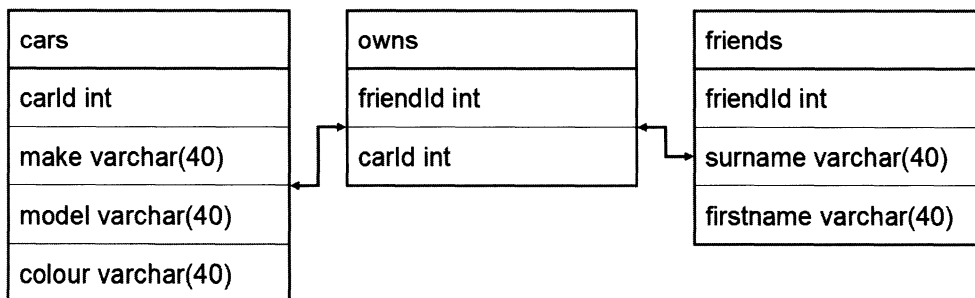 cars
carId int
make varchar(40)
model varchar(40)
colour varchar(40)
owns
friendId int
carId int
friends
friendId int
surname varchar(40)
firstname varchar(40)